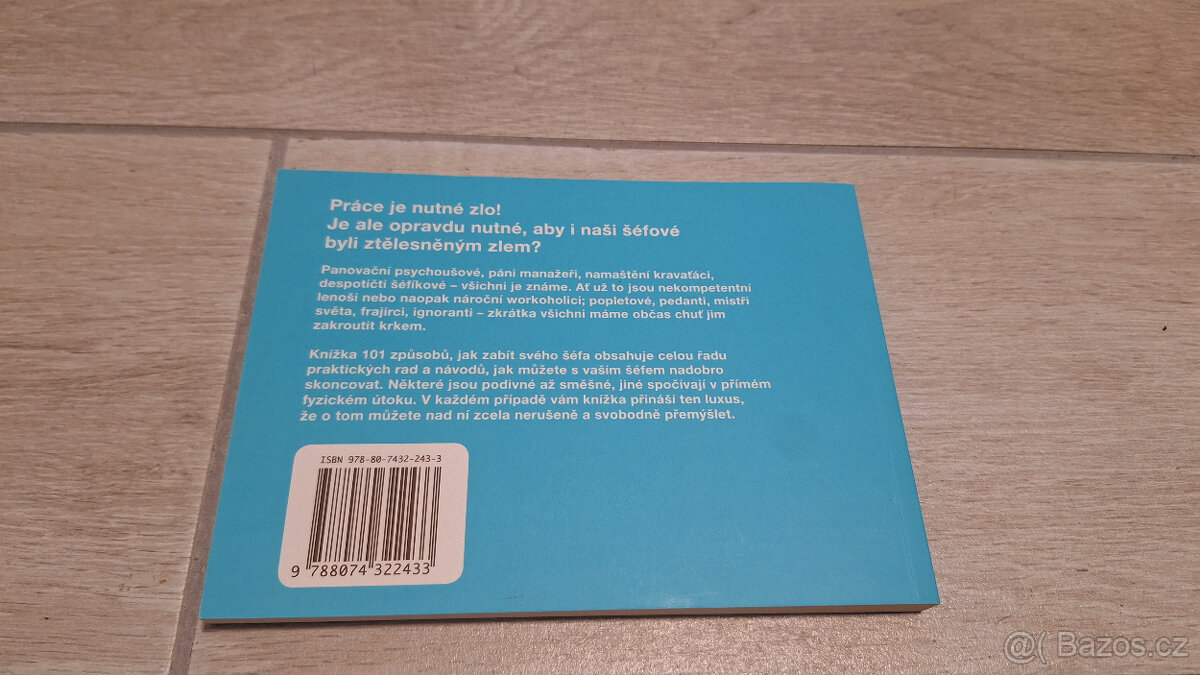 Práce je nutné zlo!
Je ale opravdu nutné, aby i naši šéfové
byli ztělesněným zlem?
Panovační psychoušové, páni manažeři, namaštění kravaťáci,
despotičtí šéfíkové – všichni je známe. Ať už to jsou nekompetentní
lenoši nebo naopak nároční workoholici; popletové, pedanti, mistři
světa, frajírci, ignoranti – zkrátka všichni máme občas chuť jim
zakroutit krkem.
Knížka 101 způsobů, jak zabít svého šéfa obsahuje celou řadu
praktických rad a návodů, jak můžete s vaším šéfem nadobro
skoncovat. Některé jsou podivné až směšné, jiné spočívají v přímém
fyzickém útoku. V každém případě vám knížka přináší ten luxus,
že o tom můžete nad ní zcela nerušeně a svobodně přemýšlet.
ISBN 978-80-7432-243-3
9 788074 322433
@( Bazos.cz